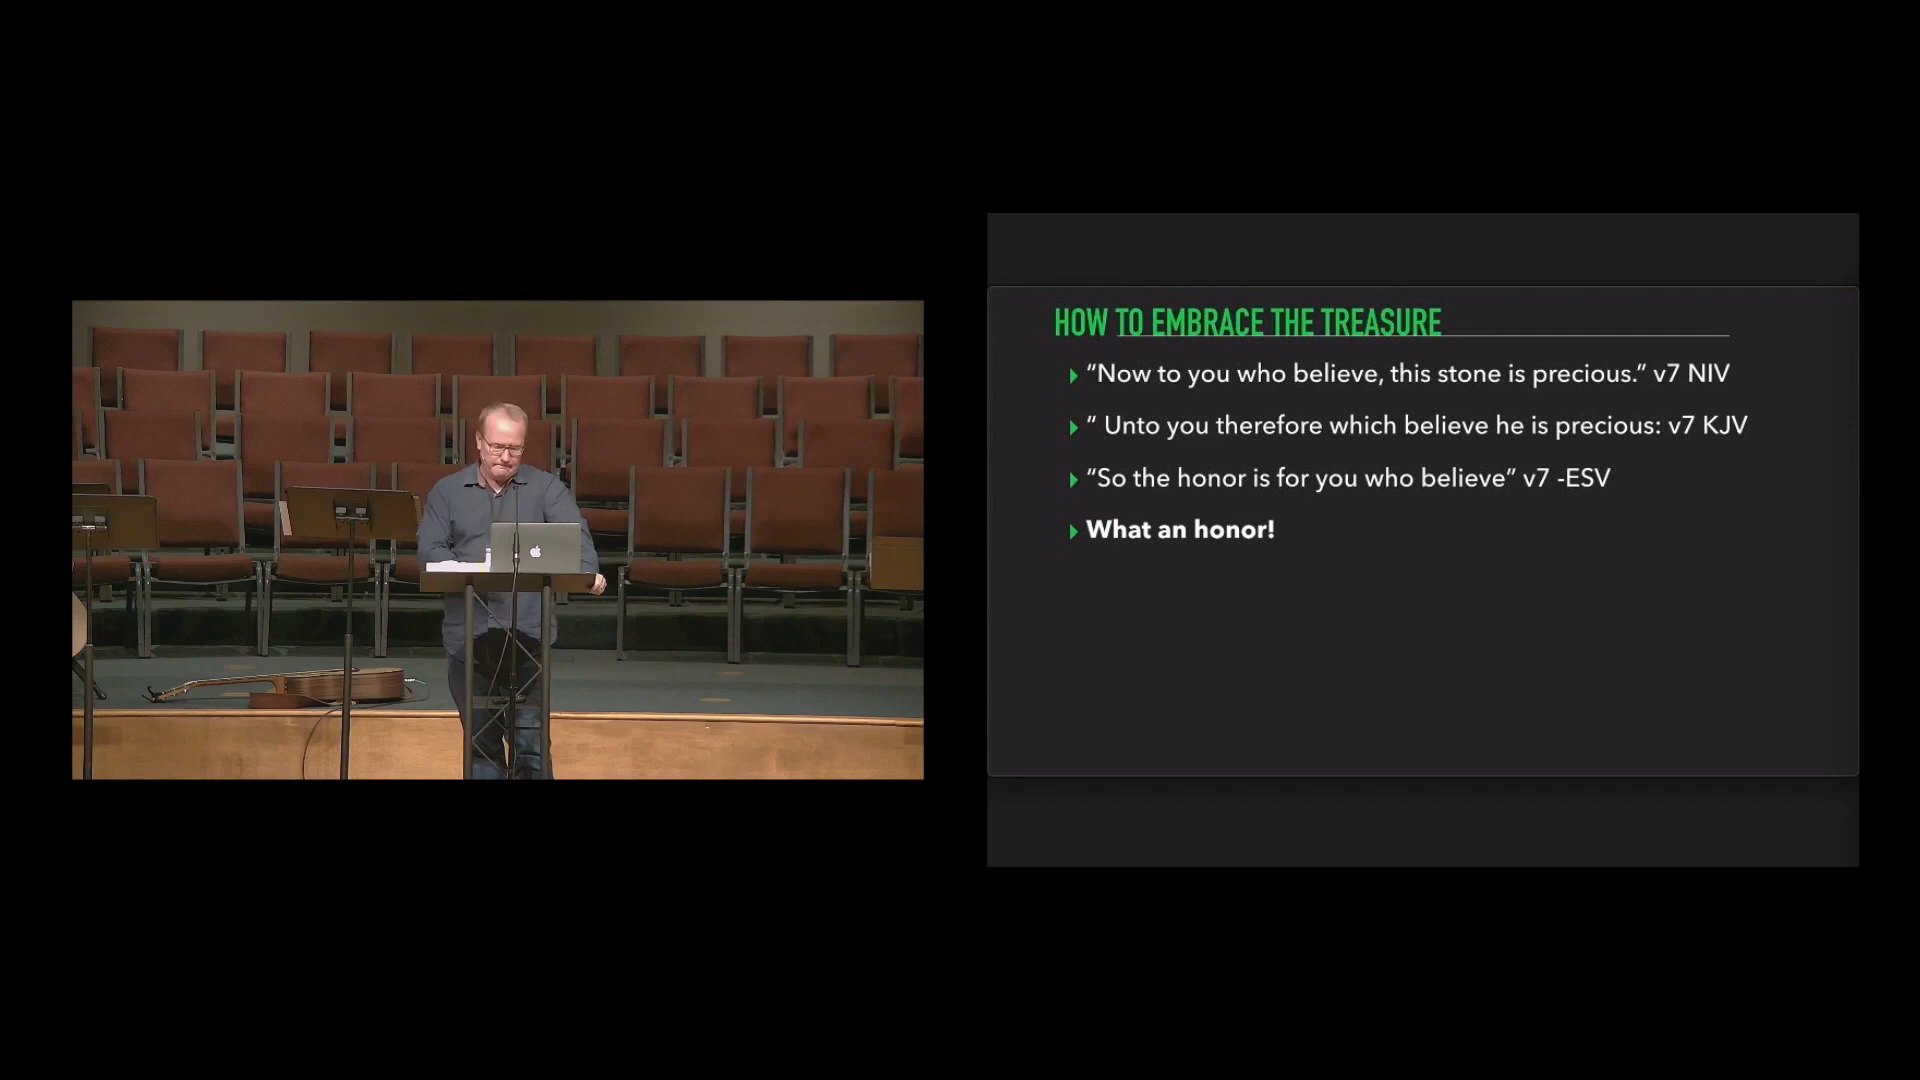 HOW TO EMBRACE THE TREASURE
“Now to you who believe, this stone is precious.” v7 NIV
“ Unto you therefore which believe he is precious: v7 KJV
“So the honor is for you who believe” v7 -ESV
What an honor!